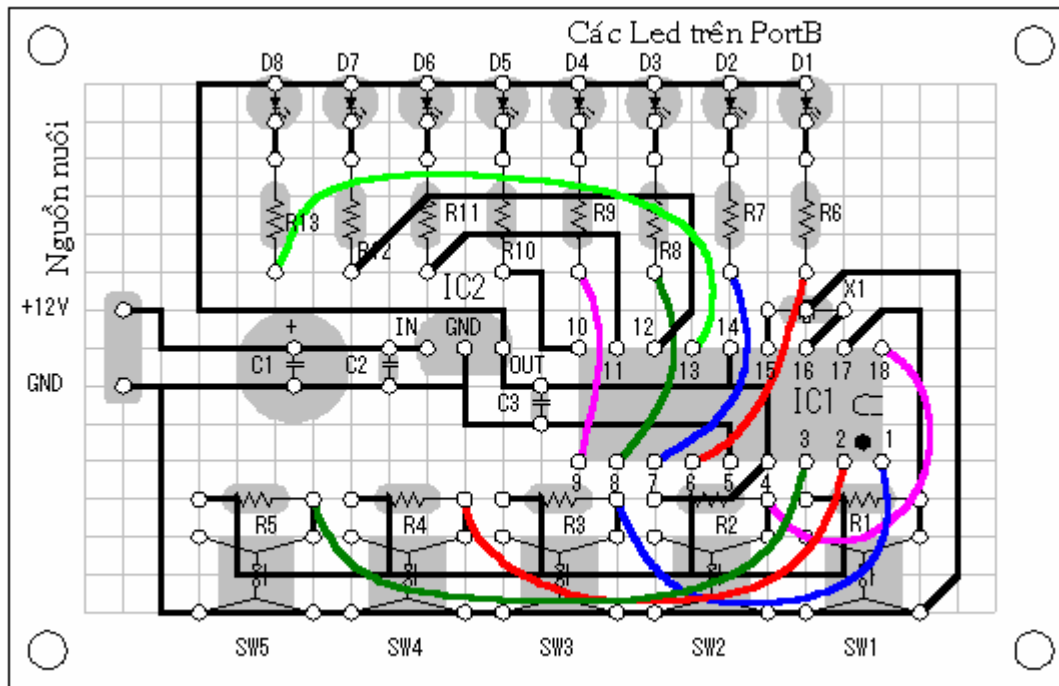 Các Led trên PortB
D8 D7 D6 D5 D4 D3 D2 D1
Nguồn nuôi
R13 R12 R11 R10 R9 R8 R7 R6
IC2
X1
+12V
+ IN GND OUT
10 11 12 13 14 15 16 17 18
C1 C2
GND
C3
IC1
9 8 7 6 5 4 3 2 1
R5 R4 R3 R2 R1
SW5 SW4 SW3 SW2 SW1